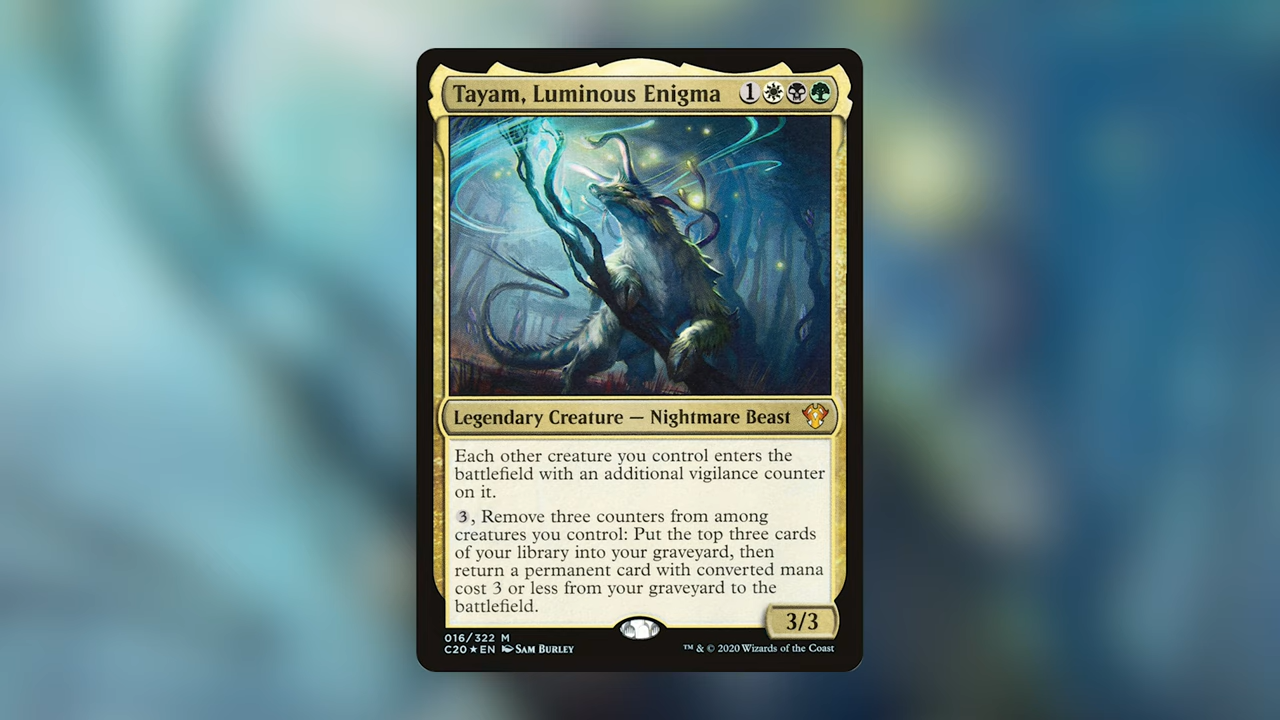 Tayam, Luminous Enigma 1
Legendary Creature — Nightmare Beast
Each other creature you control enters the
battlefield with an additional vigilance counter
on it.
3, Remove three counters from among
creatures you control: Put the top three cards
of your library into your graveyard, then
return a permanent card with converted mana
cost 3 or less from your graveyard to the
battlefield.
3/3
016/322 M
C20 ★ EN SAM BURLEY
™ & © 2020 Wizards of the Coast